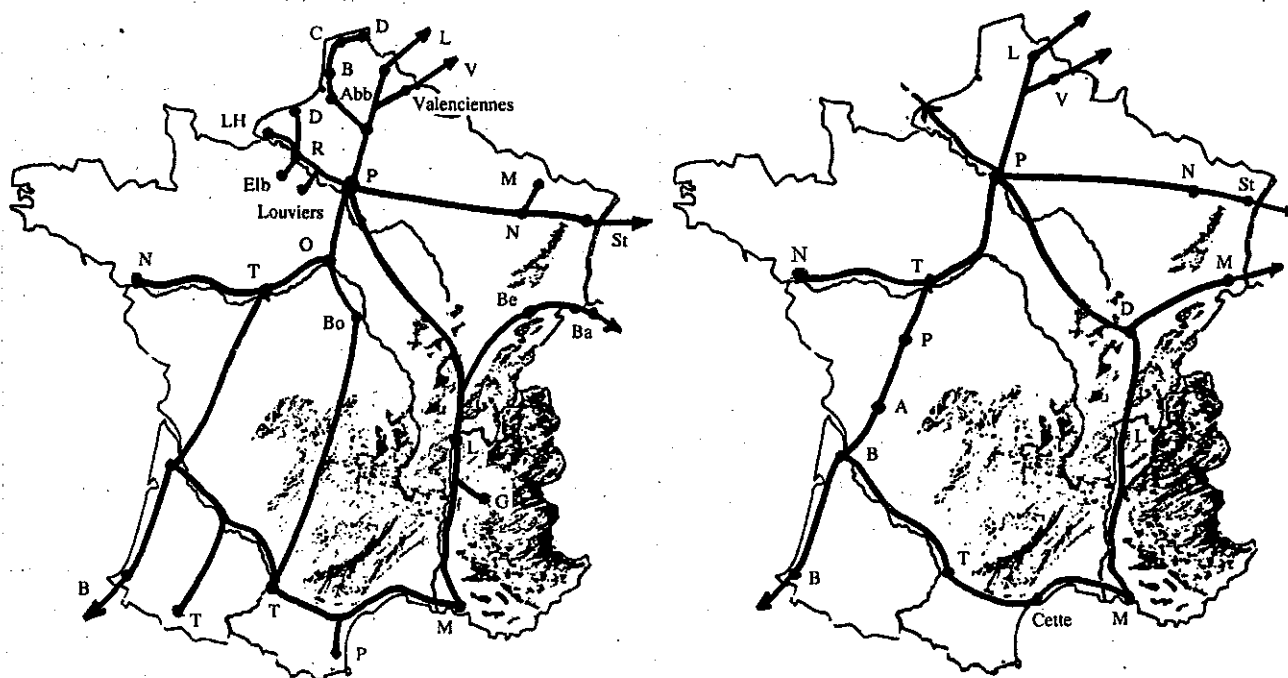 C
D
L
V
B
Abb
Valenciennes
LH
D
R
Elb
Louviers
P
M
N
St
O
N
T
Bo
Be
Ba
L
G
B
T
T
P
M
L
V
P
N
St
N
T
M
D
P
A
B
L
B
T
Cette
M